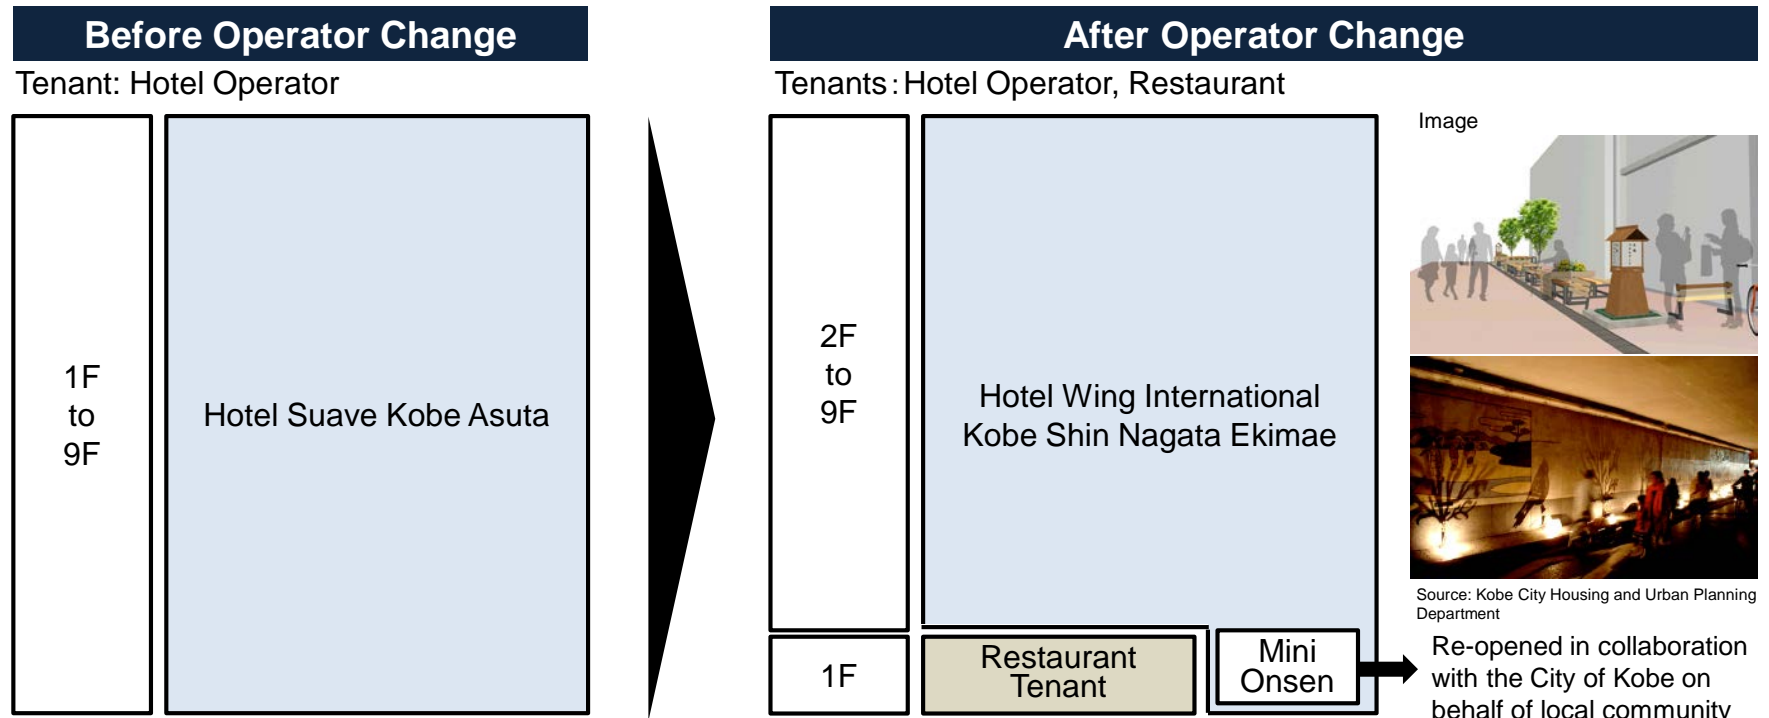 Before Operator Change
Tenant: Hotel Operator
1F
to
9F
Hotel Suave Kobe Asuta
After Operator Change
Tenants:Hotel Operator, Restaurant
2F
to
9F
Hotel Wing International
Kobe Shin Nagata Ekimae
1F
Restaurant
Tenant
Mini
Onsen
Image
Source: Kobe City Housing and Urban Planning
Department
Re-opened in collaboration
with the City of Kobe on
behalf of local community